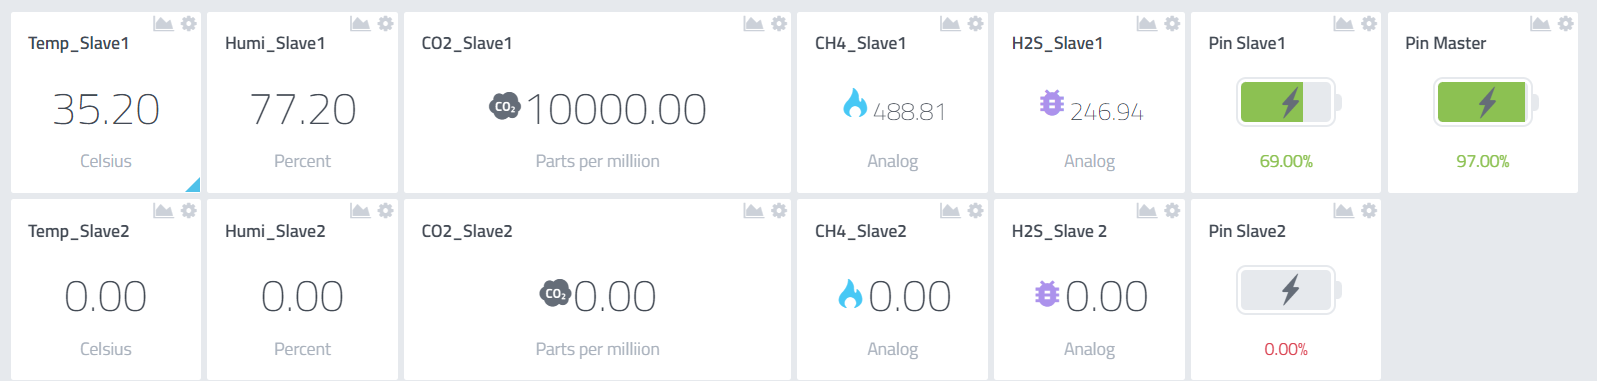 Temp_Slave1
35.20
Celsius
Humi_Slave1
77.20
Percent
CO2_Slave1
CO2 10000.00
Parts per milliion
CH4_Slave1
488.81
Analog
H2S_Slave1
246.94
Analog
Pin Slave1
69.00%
Pin Master
97.00%
Temp_Slave2
0.00
Celsius
Humi_Slave2
0.00
Percent
CO2_Slave2
CO2 0.00
Parts per milliion
CH4_Slave2
0.00
Analog
H2S_Slave 2
0.00
Analog
Pin Slave2
0.00%